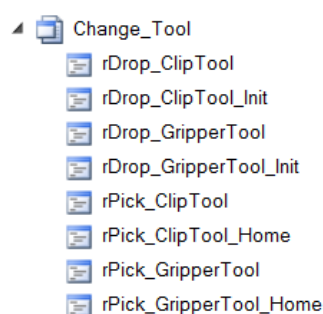 Change_Tool
rDrop_ClipTool
rDrop_ClipTool_Init
rDrop_GripperTool
rDrop_GripperTool_Init
rPick_ClipTool
rPick_ClipTool_Home
rPick_GripperTool
rPick_GripperTool_Home